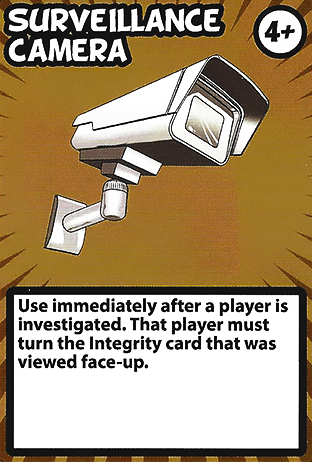 SURVEILLANCE
CAMERA
4+
Use immediately after a player is
investigated. That player must
turn the Integrity card that was
viewed face-up.